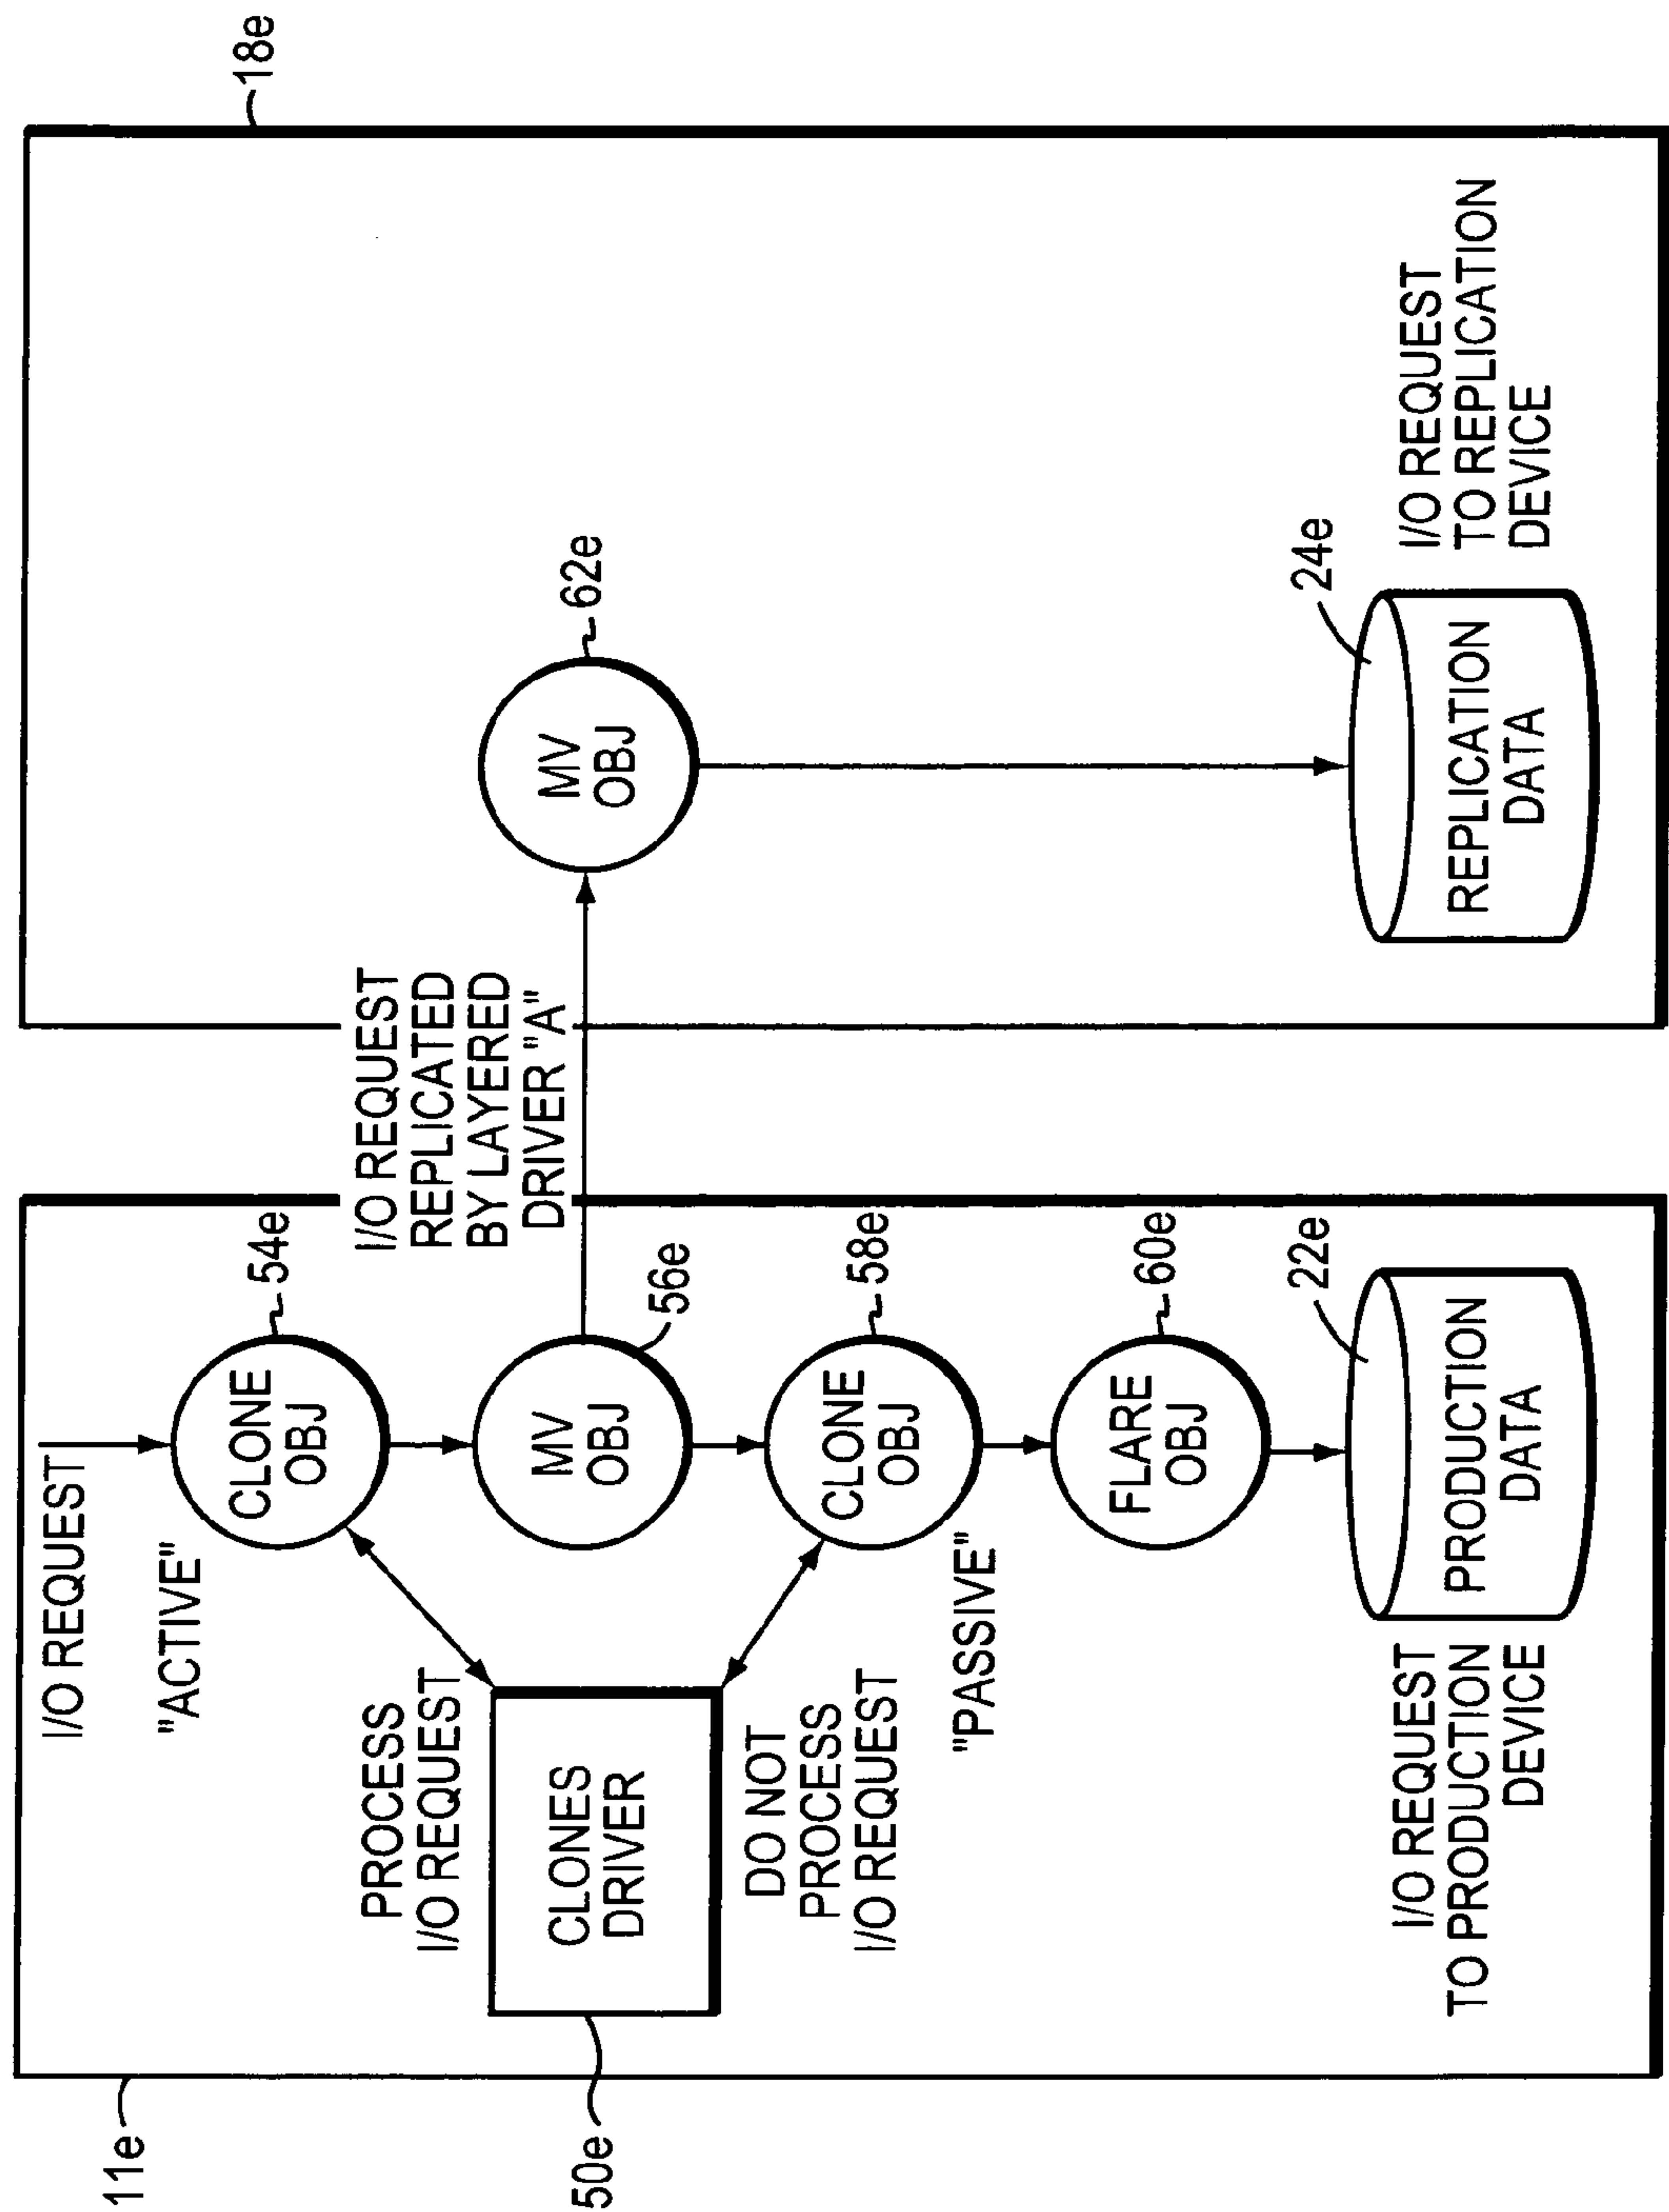 11e
I/O REQUEST
"ACTIVE"
CLONE
OBJ
54e
PROCESS
I/O REQUEST
CLONES
DRIVER
50e
MV
OBJ
56e
I/O REQUEST
REPLICATED
BY LAYERED
DRIVER "A"
DO NOT
PROCESS
I/O REQUEST
"PASSIVE"
CLONE
OBJ
58e
FLARE
OBJ
60e
I/O REQUEST
TO PRODUCTION
DEVICE
PRODUCTION
DATA
22e
18e
MV
OBJ
62e
REPLICATION
DATA
24e
I/O REQUEST
TO REPLICATION
DEVICE